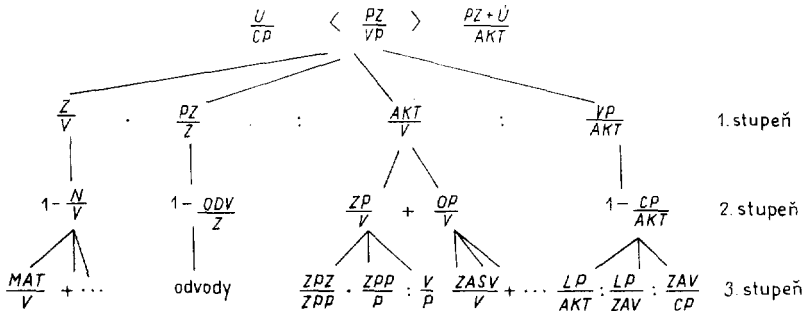 Ú/CP < PZ/VP > PZ+Ú/AKT
Z/V · PZ/Z : AKT/V : VP/AKT 1. stupeň
1- N/V 1- ODV/Z ZP/V + OP/V 1- CP/AKT 2. stupeň
MAT/V + ... odvody ZPZ/ZPP · ZPP/P : V/P ZASV/V + ... LP/AKT : LP/ZAV : ZAV/CP 3. stupeň